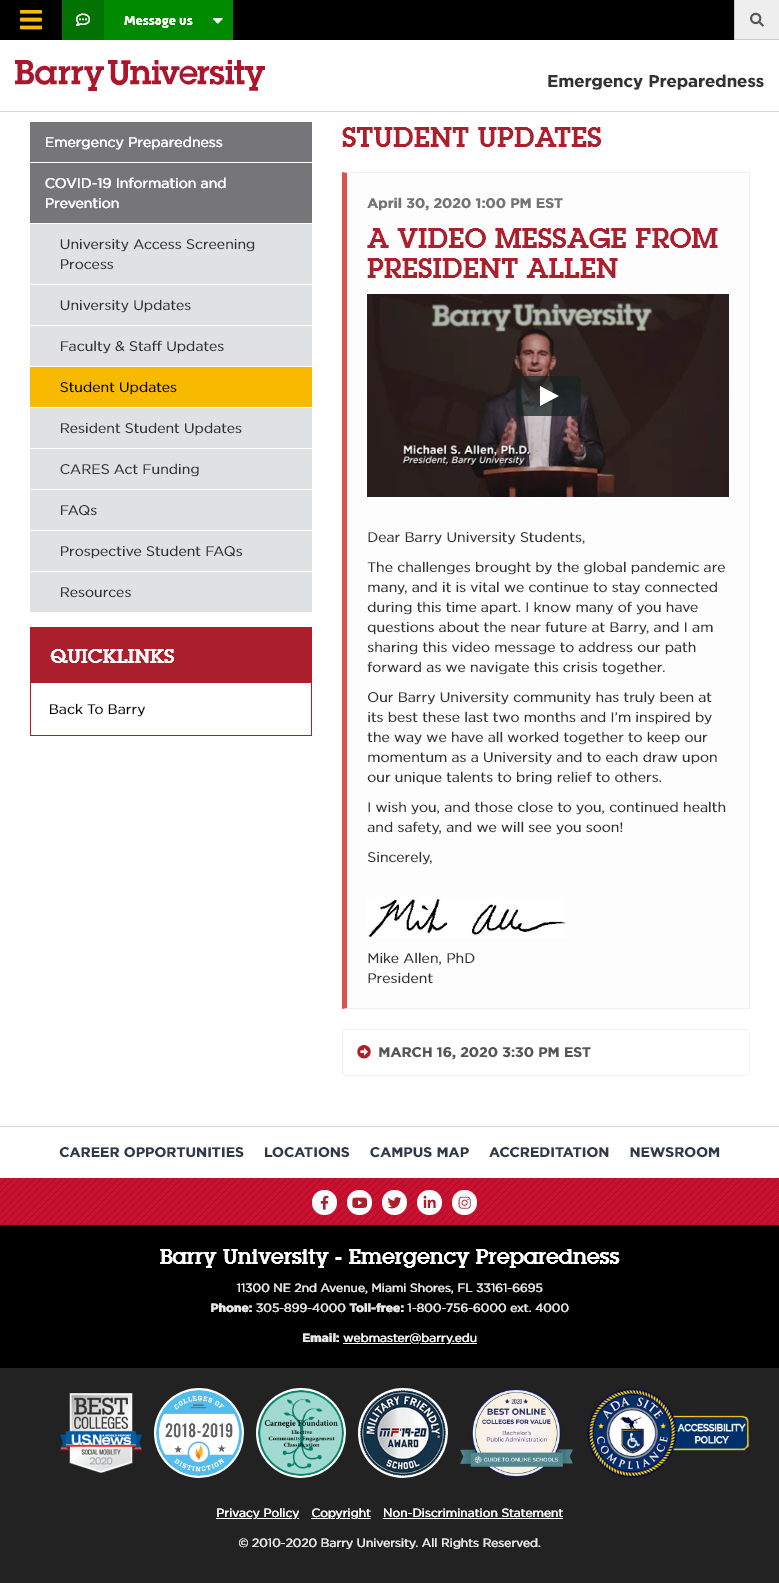 Message us
Barry University
Emergency Preparedness
Emergency Preparedness
COVID-19 Information and
Prevention
University Access Screening
Process
University Updates
Faculty & Staff Updates
Student Updates
Resident Student Updates
CARES Act Funding
FAQs
Prospective Student FAQs
Resources
QUICKLINKS
Back To Barry
STUDENT UPDATES
April 30, 2020 1:00 PM EST
A VIDEO MESSAGE FROM
PRESIDENT ALLEN
Barry University
Michael S. Allen, Ph.D.
President, Barry University
Dear Barry University Students,
The challenges brought by the global pandemic are
many, and it is vital we continue to stay connected
during this time apart. I know many of you have
questions about the near future at Barry, and I am
sharing this video message to address our path
forward as we navigate this crisis together.
Our Barry University community has truly been at
its best these last two months and I'm inspired by
the way we have all worked together to keep our
momentum as a University and to each draw upon
our unique talents to bring relief to others.
I wish you, and those close to you, continued health
and safety, and we will see you soon!
Sincerely,
Mike Allen, PhD
President
MARCH 16, 2020 3:30 PM EST
CAREER OPPORTUNITIES LOCATIONS CAMPUS MAP ACCREDITATION NEWSROOM
Barry University - Emergency Preparedness
11300 NE 2nd Avenue, Miami Shores, FL 33161-6695
Phone: 305-899-4000 Toll-free: 1-800-756-6000 ext. 4000
Email: webmaster@barry.edu
BEST
COLLEGES
U.S.News
SOCIAL MOBILITY
2020
COLLEGES OF
2018-2019
DISTINCTION
Carnegie Foundation
Elective
Community Engagement
Classification
MILITARY FRIENDLY
MF'19-20
AWARD
SCHOOL
2020
BEST ONLINE
COLLEGES FOR VALUE
Bachelor's
Public Administration
GUIDE TO ONLINE SCHOOLS
ADA SITE
COMPLIANCE
ACCESSIBILITY
POLICY
Privacy Policy Copyright Non-Discrimination Statement
© 2010-2020 Barry University. All Rights Reserved.